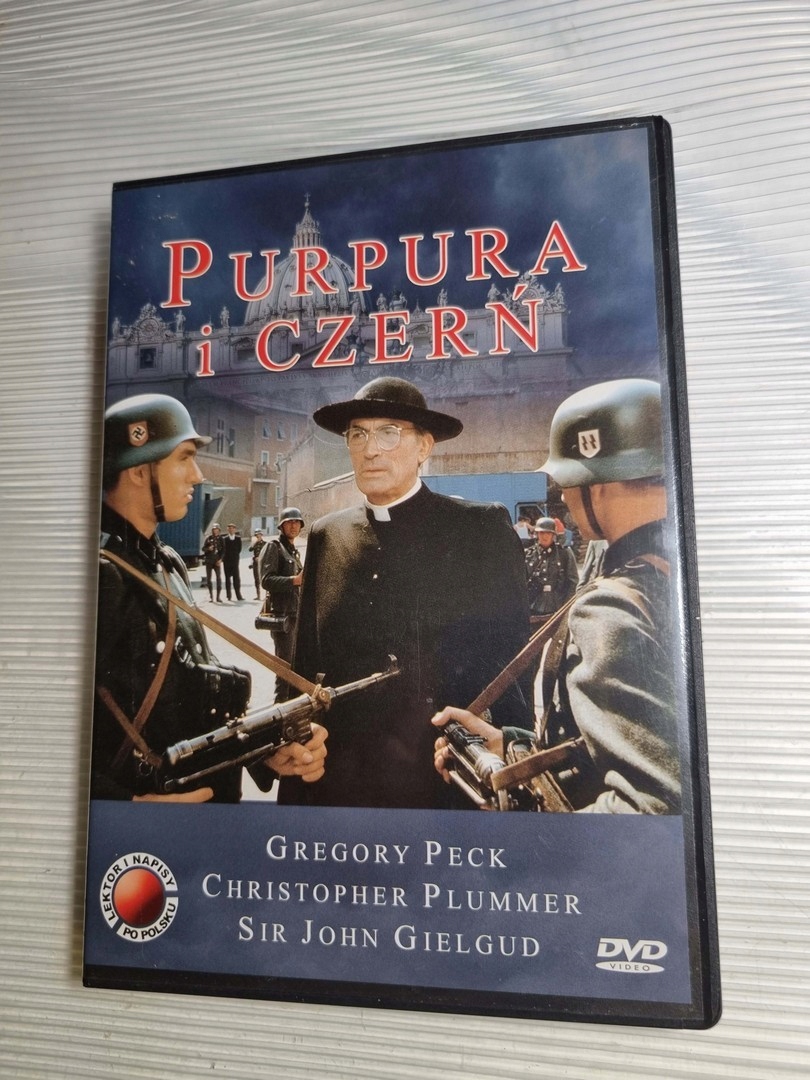 PURPURA
i CZERŃ
GREGORY PECK
CHRISTOPHER PLUMMER
SIR JOHN GIELGUD
LEKTOR I NAPISY
PO POLSKU
DVD
VIDEO